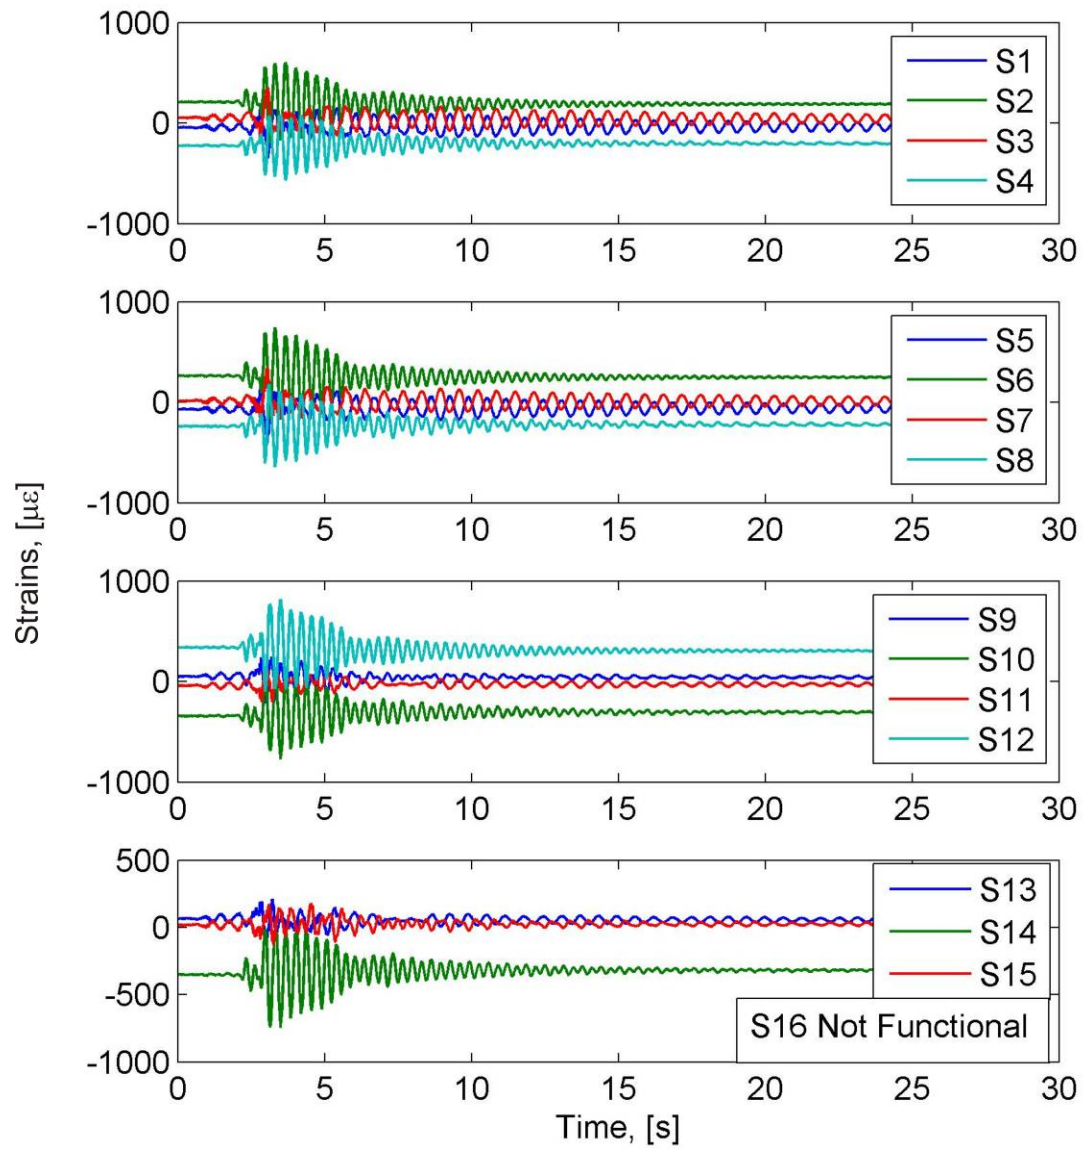 Strains, [με]
1000
0
-1000
0 5 10 15 20 25 30
S1
S2
S3
S4
1000
0
-1000
0 5 10 15 20 25 30
S5
S6
S7
S8
1000
0
-1000
0 5 10 15 20 25 30
S9
S10
S11
S12
500
0
-500
-1000
0 5 10 15 20 25 30
S13
S14
S15
S16 Not Functional
Time, [s]